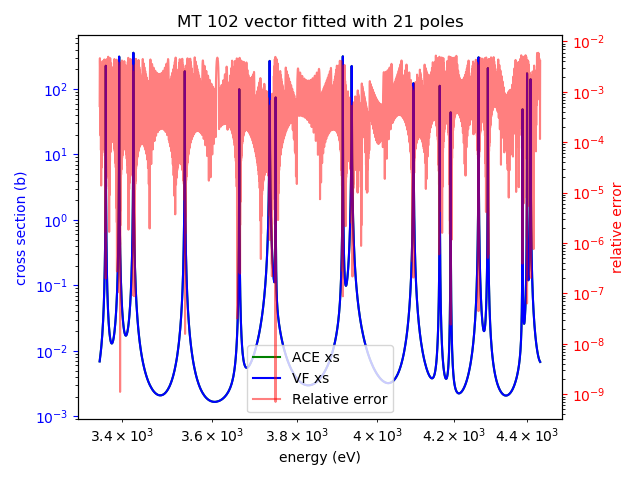 MT 102 vector fitted with 21 poles
10²
10¹
10⁰
10⁻¹
10⁻²
10⁻³
cross section (b)
10⁻²
10⁻³
10⁻⁴
10⁻⁵
10⁻⁶
10⁻⁷
10⁻⁸
10⁻⁹
relative error
ACE xs
VF xs
Relative error
3.4 × 10³ 3.6 × 10³ 3.8 × 10³ 4 × 10³ 4.2 × 10³ 4.4 × 10³
energy (eV)